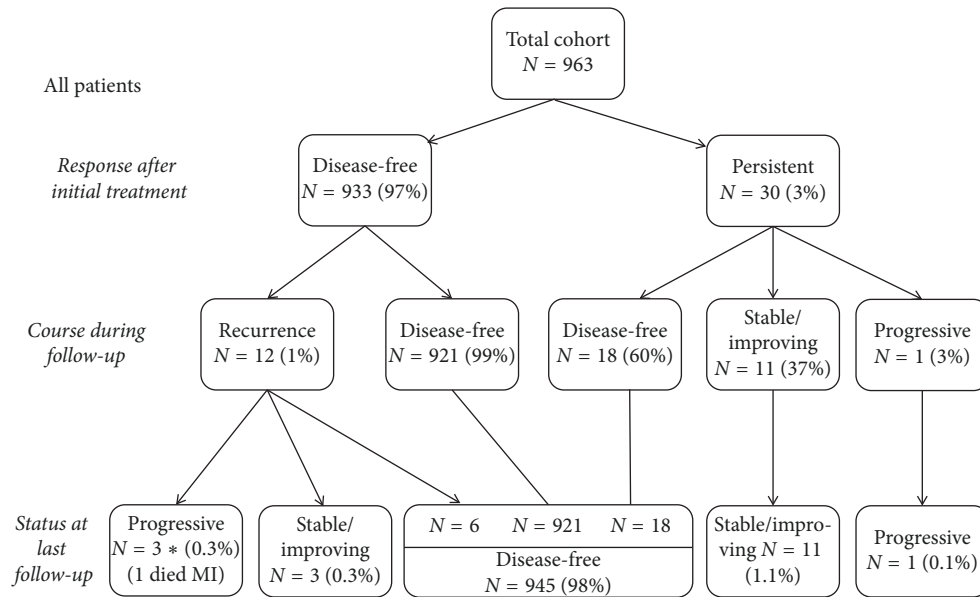 Total cohort
N = 963
All patients
Response after
initial treatment
Disease-free
N = 933 (97%)
Persistent
N = 30 (3%)
Course during
follow-up
Recurrence
N = 12 (1%)
Disease-free
N = 921 (99%)
Disease-free
N = 18 (60%)
Stable/
improving
N = 11 (37%)
Progressive
N = 1 (3%)
Status at
last
follow-up
Progressive
N = 3 ∗ (0.3%)
(1 died MI)
Stable/
improving
N = 3 (0.3%)
N = 6 N = 921 N = 18
Disease-free
N = 945 (98%)
Stable/impro-
ving N = 11
(1.1%)
Progressive
N = 1 (0.1%)